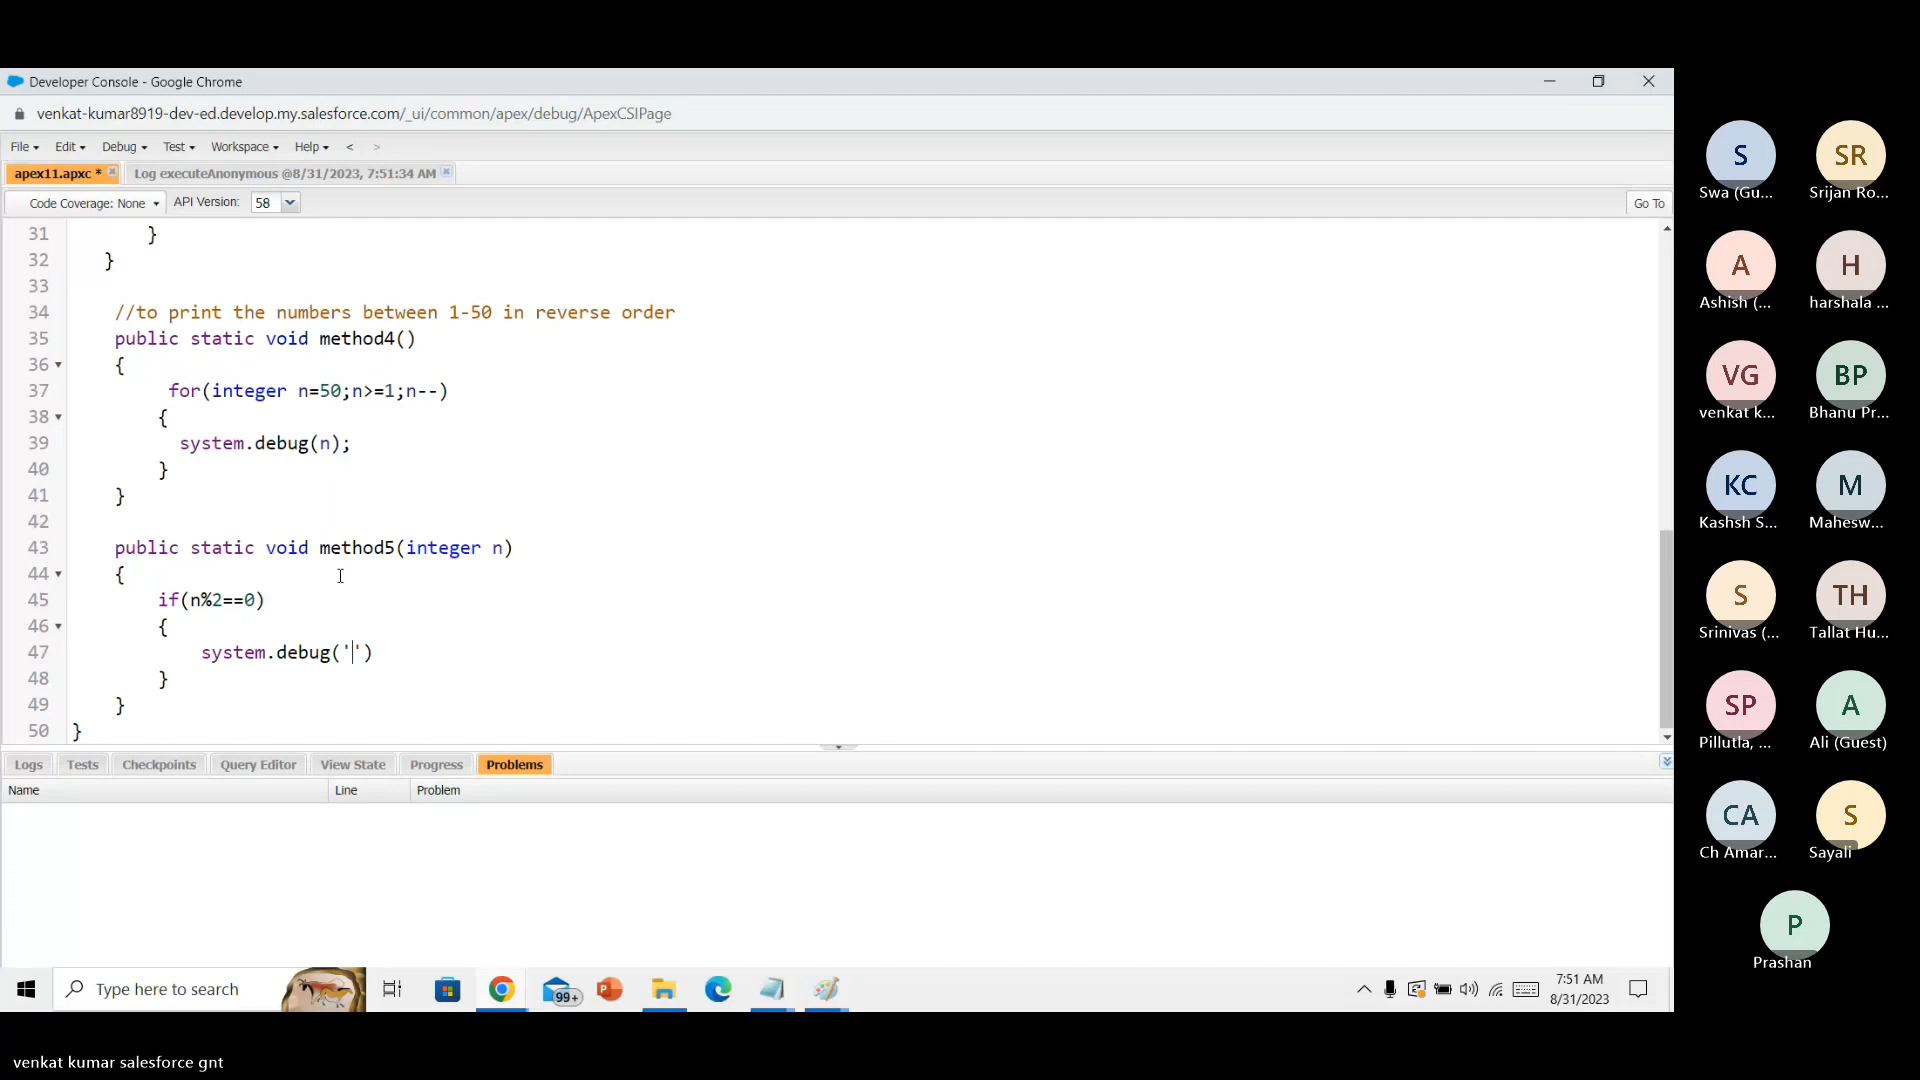 Developer Console - Google Chrome
venkat-kumar8919-dev-ed.develop.my.salesforce.com/_ui/common/apex/debug/ApexCSIPage
File Edit Debug Test Workspace Help < >
apex11.apxc * Log executeAnonymous @8/31/2023, 7:51:34 AM
Code Coverage: None API Version: 58 Go To
31 }
32 }
33
34 //to print the numbers between 1-50 in reverse order
35 public static void method4()
36 {
37 for(integer n=50;n>=1;n--)
38 {
39 system.debug(n);
40 }
41 }
42
43 public static void method5(integer n)
44 {
45 if(n%2==0)
46 {
47 system.debug('')
48 }
49 }
50 }
Logs Tests Checkpoints Query Editor View State Progress Problems
Name Line Problem
Type here to search
99+
7:51 AM
8/31/2023
S SR
Swa (Gu... Srijan Ro...
A H
Ashish (... harshala ...
VG BP
venkat k... Bhanu Pr...
KC M
Kashsh S... Mahesw...
S TH
Srinivas (... Tallat Hu...
SP A
Pillutla, ... Ali (Guest)
CA S
Ch Amar... Sayali
P
Prashan
venkat kumar salesforce gnt